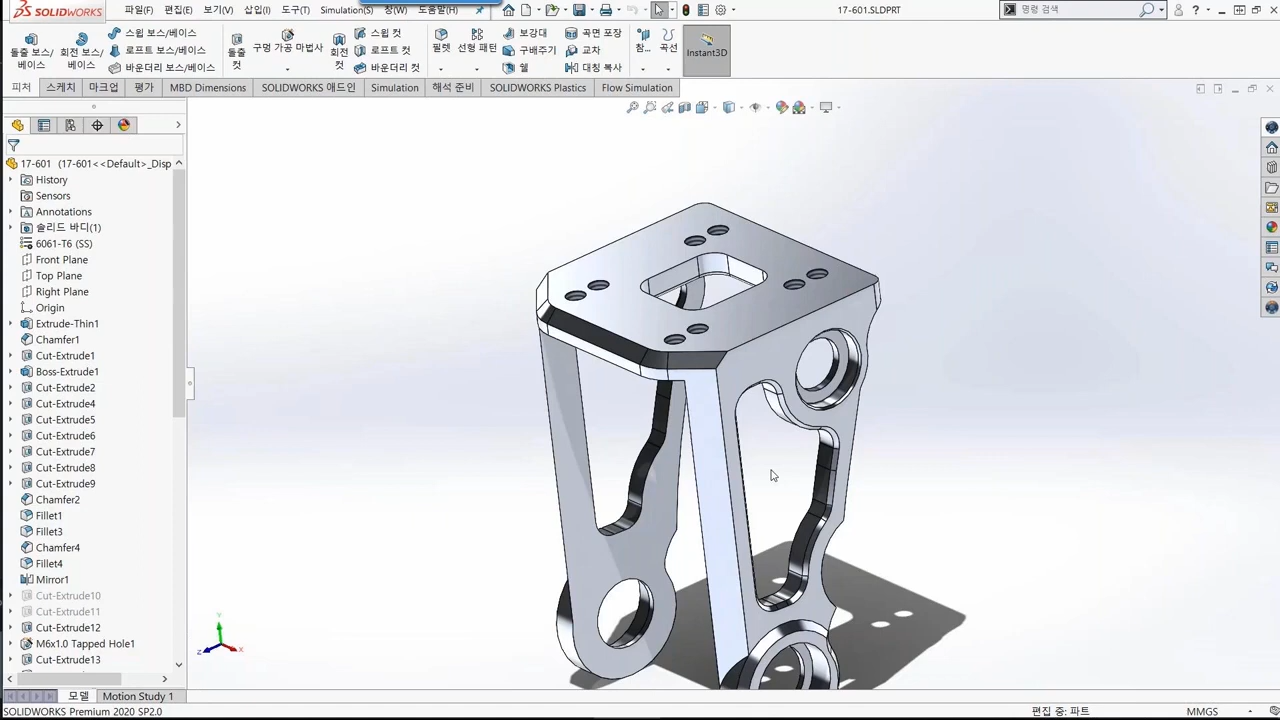 SOLIDWORKS 파일(F) 편집(E) 보기(V) 삽입(I) 도구(T) Simulation(S) 창(W) 도움말(H) 17-601.SLDPRT 명령 검색
돌출 보스/베이스 회전 보스/베이스 스윕 보스/베이스 로프트 보스/베이스 바운더리 보스/베이스 돌출 컷 구멍 가공 마법사 회전 컷 스윕 컷 로프트 컷 바운더리 컷 필렛 선형 패턴 보강대 구배주기 쉘 곡면 포장 교차 대칭 복사 참... 곡선 Instant3D
피처 스케치 마크업 평가 MBD Dimensions SOLIDWORKS 애드인 Simulation 해석 준비 SOLIDWORKS Plastics Flow Simulation
17-601 (17-601<<Default>_Disp
History
Sensors
Annotations
솔리드 바디(1)
6061-T6 (SS)
Front Plane
Top Plane
Right Plane
Origin
Extrude-Thin1
Chamfer1
Cut-Extrude1
Boss-Extrude1
Cut-Extrude2
Cut-Extrude4
Cut-Extrude5
Cut-Extrude6
Cut-Extrude7
Cut-Extrude8
Cut-Extrude9
Chamfer2
Fillet1
Fillet3
Chamfer4
Fillet4
Mirror1
Cut-Extrude10
Cut-Extrude11
Cut-Extrude12
M6x1.0 Tapped Hole1
Cut-Extrude13
Y
Z
X
모델 Motion Study 1
SOLIDWORKS Premium 2020 SP2.0 편집 중: 파트 MMGS